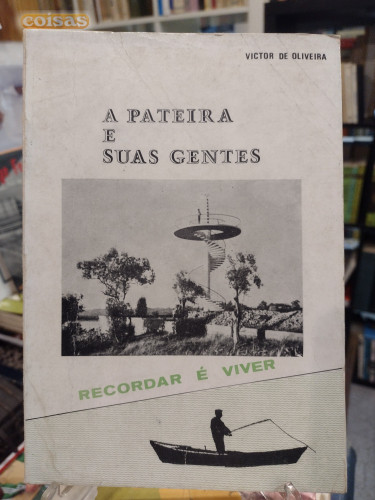 coisas
VICTOR DE OLIVEIRA
A PATEIRA
E
SUAS GENTES
RECORDAR É VIVER